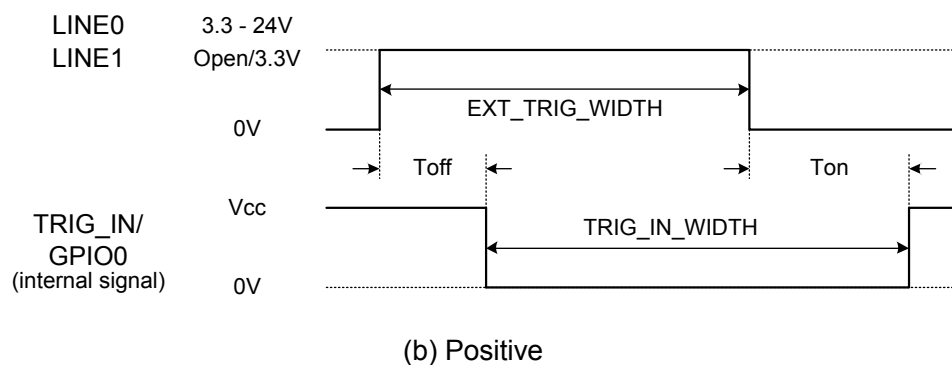 LINE0 3.3 - 24V
LINE1 Open/3.3V
EXT_TRIG_WIDTH
0V
Toff Ton
Vcc
TRIG_IN/
GPIO0
(internal signal)
TRIG_IN_WIDTH
0V
(b) Positive